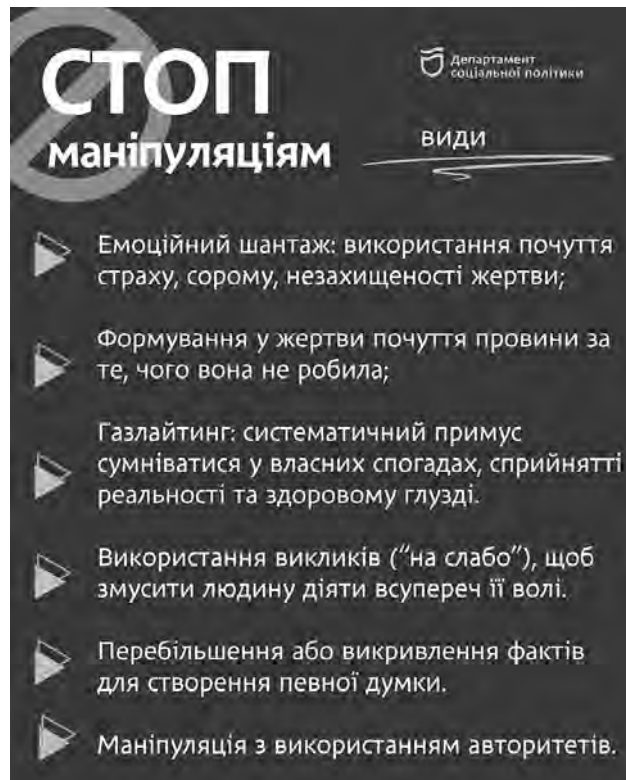 СТОП
маніпуляціям
Департамент
соціальної політики
види
Емоційний шантаж: використання почуття
страху, сорому, незахищеності жертви;
Формування у жертви почуття провини за
те, чого вона не робила;
Газлайтинг: систематичний примус
сумніватися у власних спогадах, сприйнятті
реальності та здоровому глузді.
Використання викликів (“на слабо”), щоб
змусити людину діяти всупереч її волі.
Перебільшення або викривлення фактів
для створення певної думки.
Маніпуляція з використанням авторитетів.